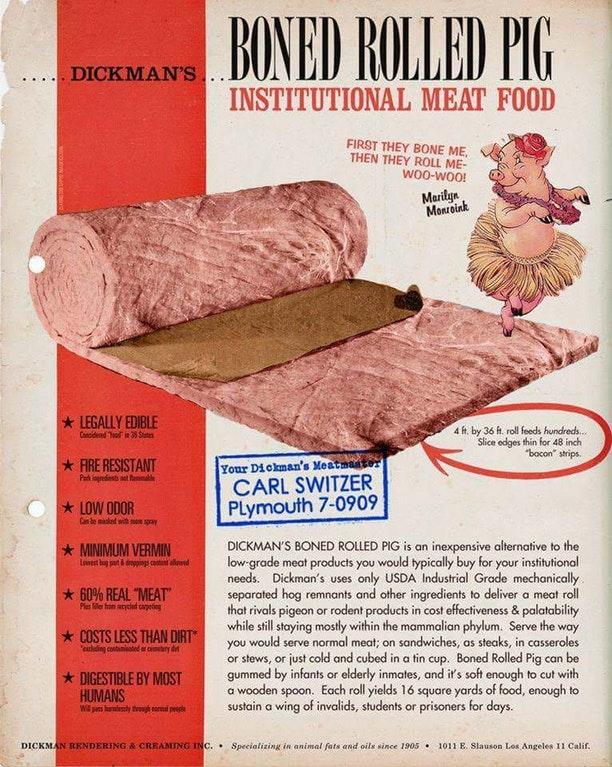 DICKMAN'S
BONED ROLLED PIG
INSTITUTIONAL MEAT FOOD
FIRST THEY BONE ME,
THEN THEY ROLL ME-
WOO-WOO!
Marilyn
Monroink
4 ft. by 36 ft. roll feeds hundreds...
Slice edges thin for 48 inch
"bacon" strips.
★ LEGALLY EDIBLE
Considered "food" in States
★ FIRE RESISTANT
Pork ingredients not flammable
★ LOW ODOR
Can be masked with room spray
★ MINIMUM VERMIN
Lowest bug part & droppings content allowed
★ 60% REAL "MEAT"
Plus filler from recycled carpeting
★ COSTS LESS THAN DIRT*
*excluding contaminated or cemetery dirt
★ DIGESTIBLE BY MOST
HUMANS
Will pass harmlessly through normal people
Your Dickman's Meatmaster
CARL SWITZER
PLymouth 7-0909
DICKMAN'S BONED ROLLED PIG is an inexpensive alternative to the
low-grade meat products you would typically buy for your institutional
needs. Dickman's uses only USDA Industrial Grade mechanically
separated hog remnants and other ingredients to deliver a meat roll
that rivals pigeon or rodent products in cost effectiveness & palatability
while still staying mostly within the mammalian phylum. Serve the way
you would serve normal meat; on sandwiches, as steaks, in casseroles
or stews, or just cold and cubed in a tin cup. Boned Rolled Pig can be
gummed by infants or elderly inmates, and it's soft enough to cut with
a wooden spoon. Each roll yields 16 square yards of food, enough to
sustain a wing of invalids, students or prisoners for days.
DICKMAN RENDERING & CREAMING INC. • Specializing in animal fats and oils since 1905 • 1011 E. Slauson Los Angeles 11 Calif.